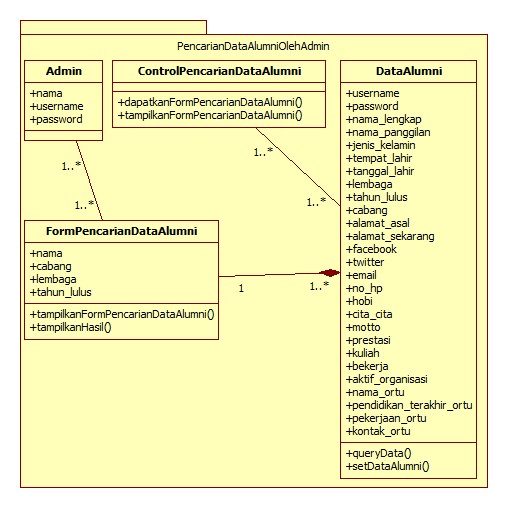 PencarianDataAlumniOlehAdmin
Admin
+nama
+username
+password
ControlPencarianDataAlumni
+dapatkanFormPencarianDataAlumni()
+tampilkanFormPencarianDataAlumni()
DataAlumni
+username
+password
+nama_lengkap
+nama_panggilan
+jenis_kelamin
+tempat_lahir
+tanggal_lahir
+lembaga
+tahun_lulus
+cabang
+alamat_asal
+alamat_sekarang
+facebook
+twitter
+email
+no_hp
+hobi
+cita_cita
+motto
+prestasi
+kuliah
+bekerja
+aktif_organisasi
+nama_ortu
+pendidikan_terakhir_ortu
+pekerjaan_ortu
+kontak_ortu
+queryData()
+setDataAlumni()
1..*
1..*
1..*
1..*
FormPencarianDataAlumni
+nama
+cabang
+lembaga
+tahun_lulus
+tampilkanFormPencarianDataAlumni()
+tampilkanHasil()
1
1..*